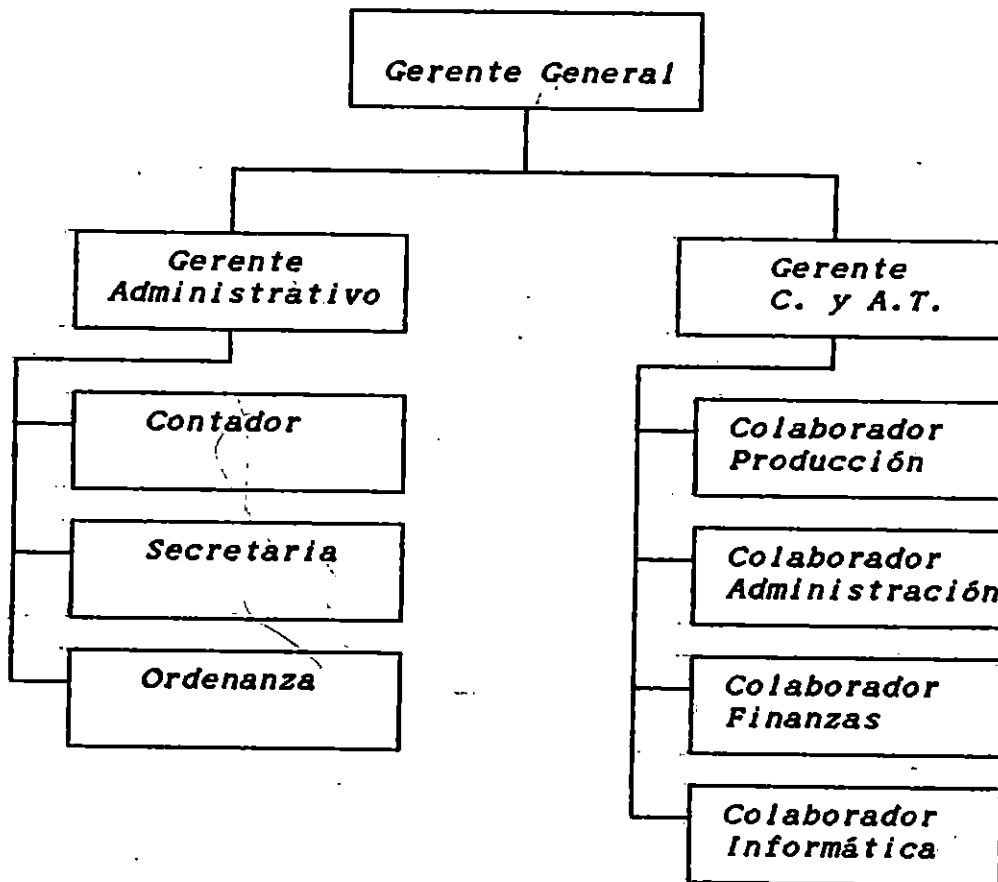 Gerente General
Gerente
Administrativo
Contador
Secretaria
Ordenanza
Gerente
C. y A.T.
Colaborador
Producción
Colaborador
Administración
Colaborador
Finanzas
Colaborador
Informática